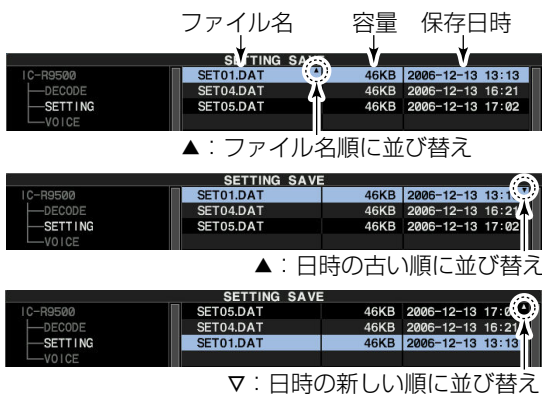 ファイル名 容量 保存日時
SETTING SAVE
IC-R9500 SET01.DAT ▲ 46KB 2006-12-13 13:13
DECODE SET04.DAT 46KB 2006-12-13 16:21
SETTING SET05.DAT 46KB 2006-12-13 17:02
VOICE
▲：ファイル名順に並び替え
SETTING SAVE
IC-R9500 SET01.DAT 46KB 2006-12-13 13:1 ▼
DECODE SET04.DAT 46KB 2006-12-13 16:21
SETTING SET05.DAT 46KB 2006-12-13 17:02
VOICE
▲：日時の古い順に並び替え
SETTING SAVE
IC-R9500 SET05.DAT 46KB 2006-12-13 17:0 ▲
DECODE SET04.DAT 46KB 2006-12-13 16:21
SETTING SET01.DAT 46KB 2006-12-13 13:13
VOICE
▽：日時の新しい順に並び替え